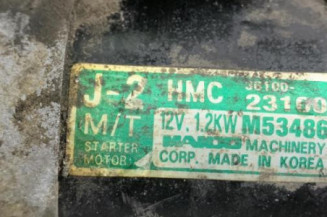 J-2 HMC 36100-
23160
M/T 12V. 1.2KW M53486
STARTER MANDO MACHINERY
MOTOR CORP. MADE. IN KOREA